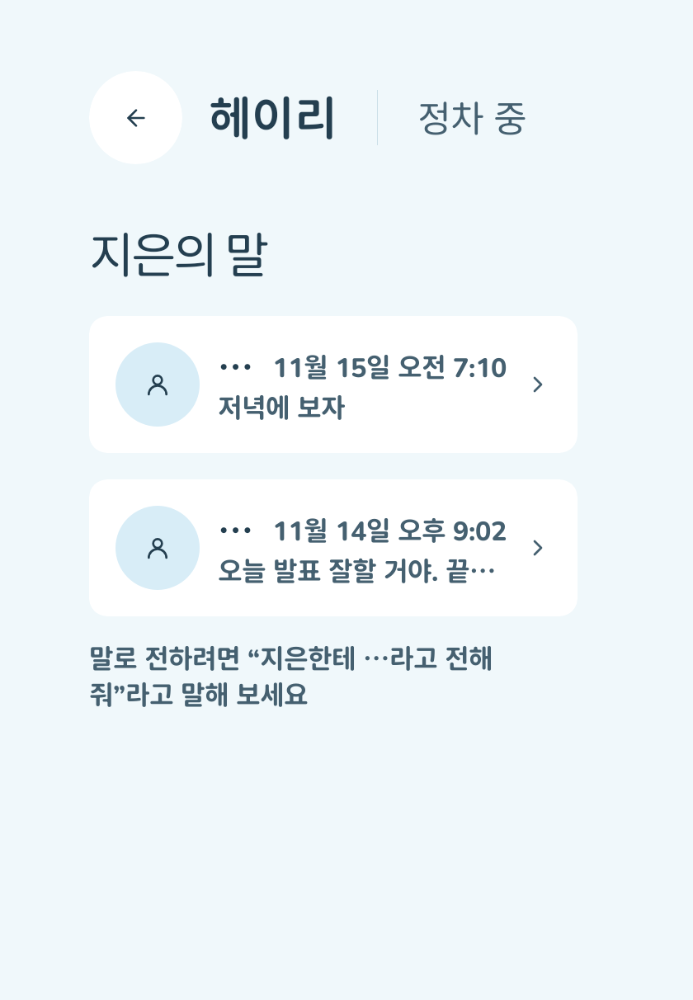 헤이리
정차 중
지은의 말
··· 11월 15일 오전 7:10
저녁에 보자
··· 11월 14일 오후 9:02
오늘 발표 잘할 거야. 끝···
말로 전하려면 “지은한테 ···라고 전해
줘”라고 말해 보세요